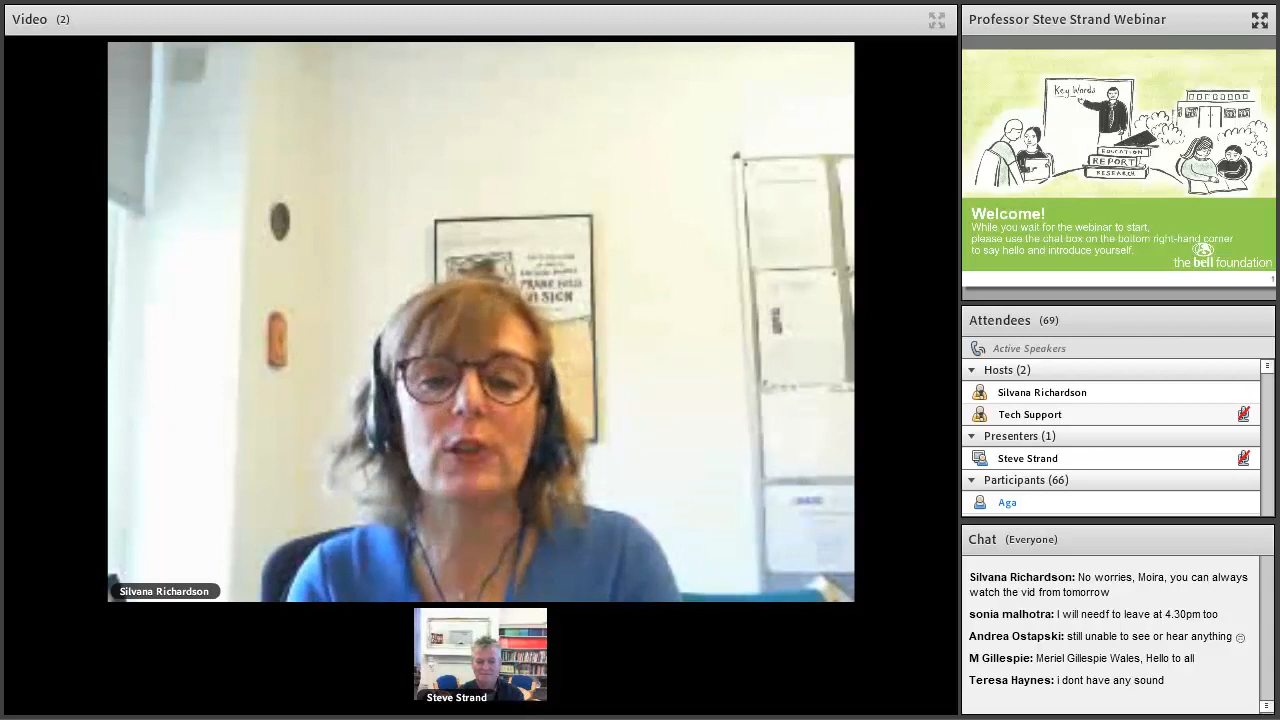 Video (2)
SIGN
Silvana Richardson
Steve Strand
Professor Steve Strand Webinar
Key Words
EDUCATION
REPORT
RESEARCH
Welcome!
While you wait for the webinar to start,
please use the chat box on the bottom right-hand corner
to say hello and introduce yourself.
the bell foundation
1
Attendees (69)
Active Speakers
Hosts (2)
Silvana Richardson
Tech Support
Presenters (1)
Steve Strand
Participants (66)
Aga
Chat (Everyone)
Silvana Richardson: No worries, Moira, you can always
watch the vid from tomorrow
sonia malhotra: I will needf to leave at 4.30pm too
Andrea Ostapski: still unable to see or hear anything
M Gillespie: Meriel Gillespie Wales, Hello to all
Teresa Haynes: i dont have any sound